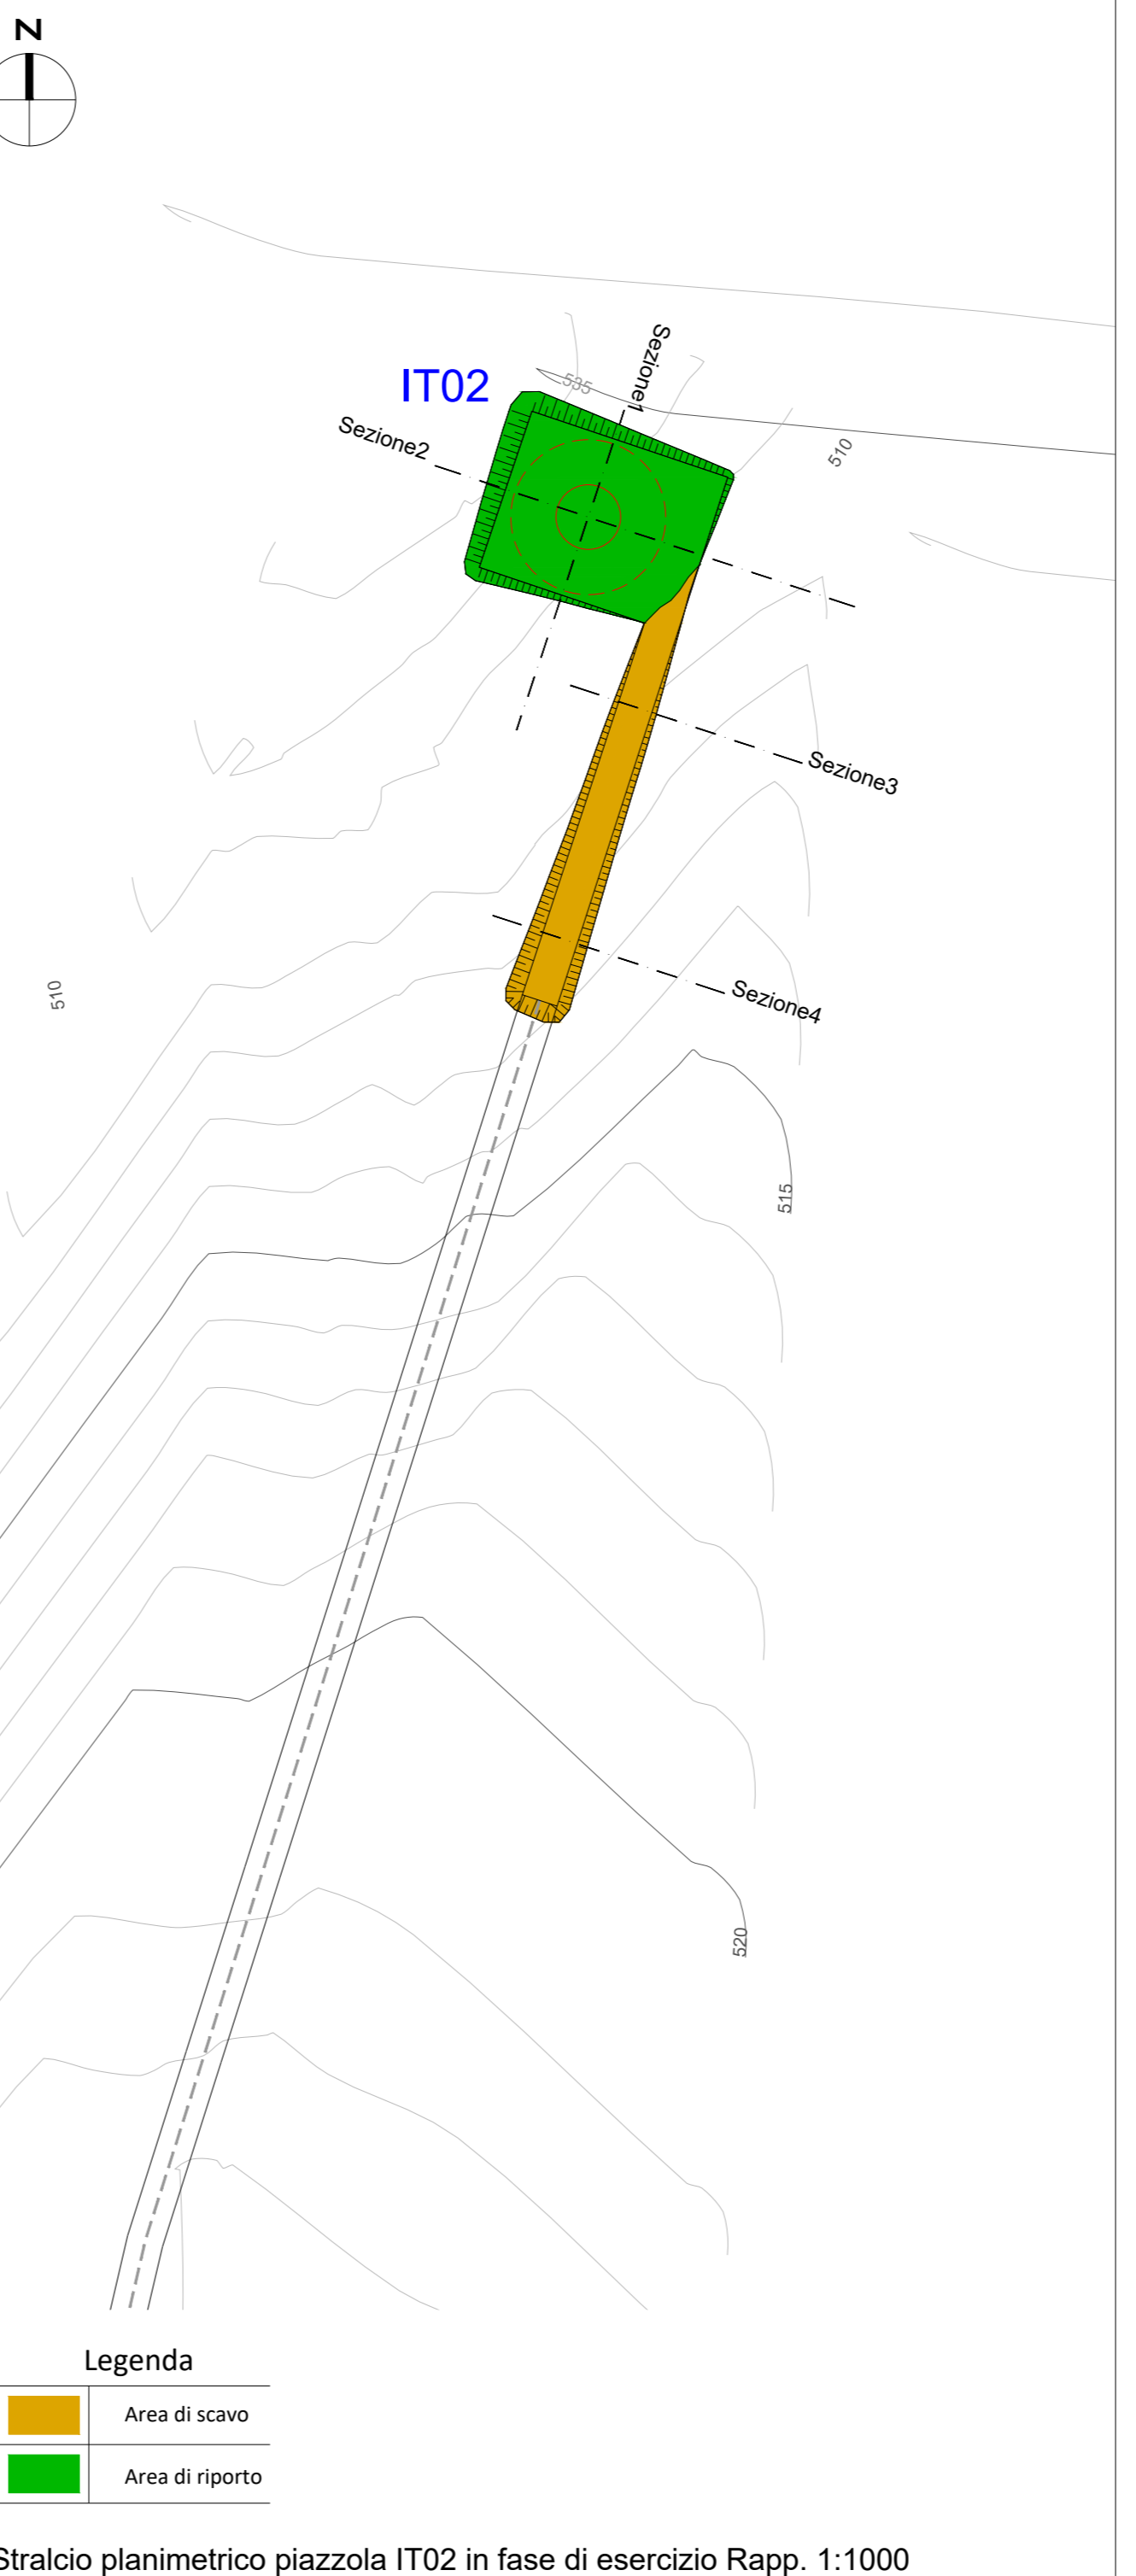 N
Sezione1
535
IT02
Sezione2
510
Sezione3
510
Sezione4
515
520
Legenda
Area di scavo
Area di riporto
Stralcio planimetrico piazzola IT02 in fase di esercizio Rapp. 1:1000